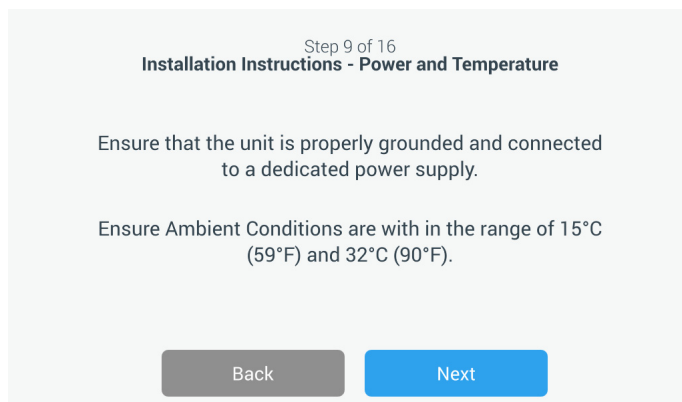 Step 9 of 16
Installation Instructions - Power and Temperature
Ensure that the unit is properly grounded and connected
to a dedicated power supply.
Ensure Ambient Conditions are with in the range of 15°C
(59°F) and 32°C (90°F).
Back
Next